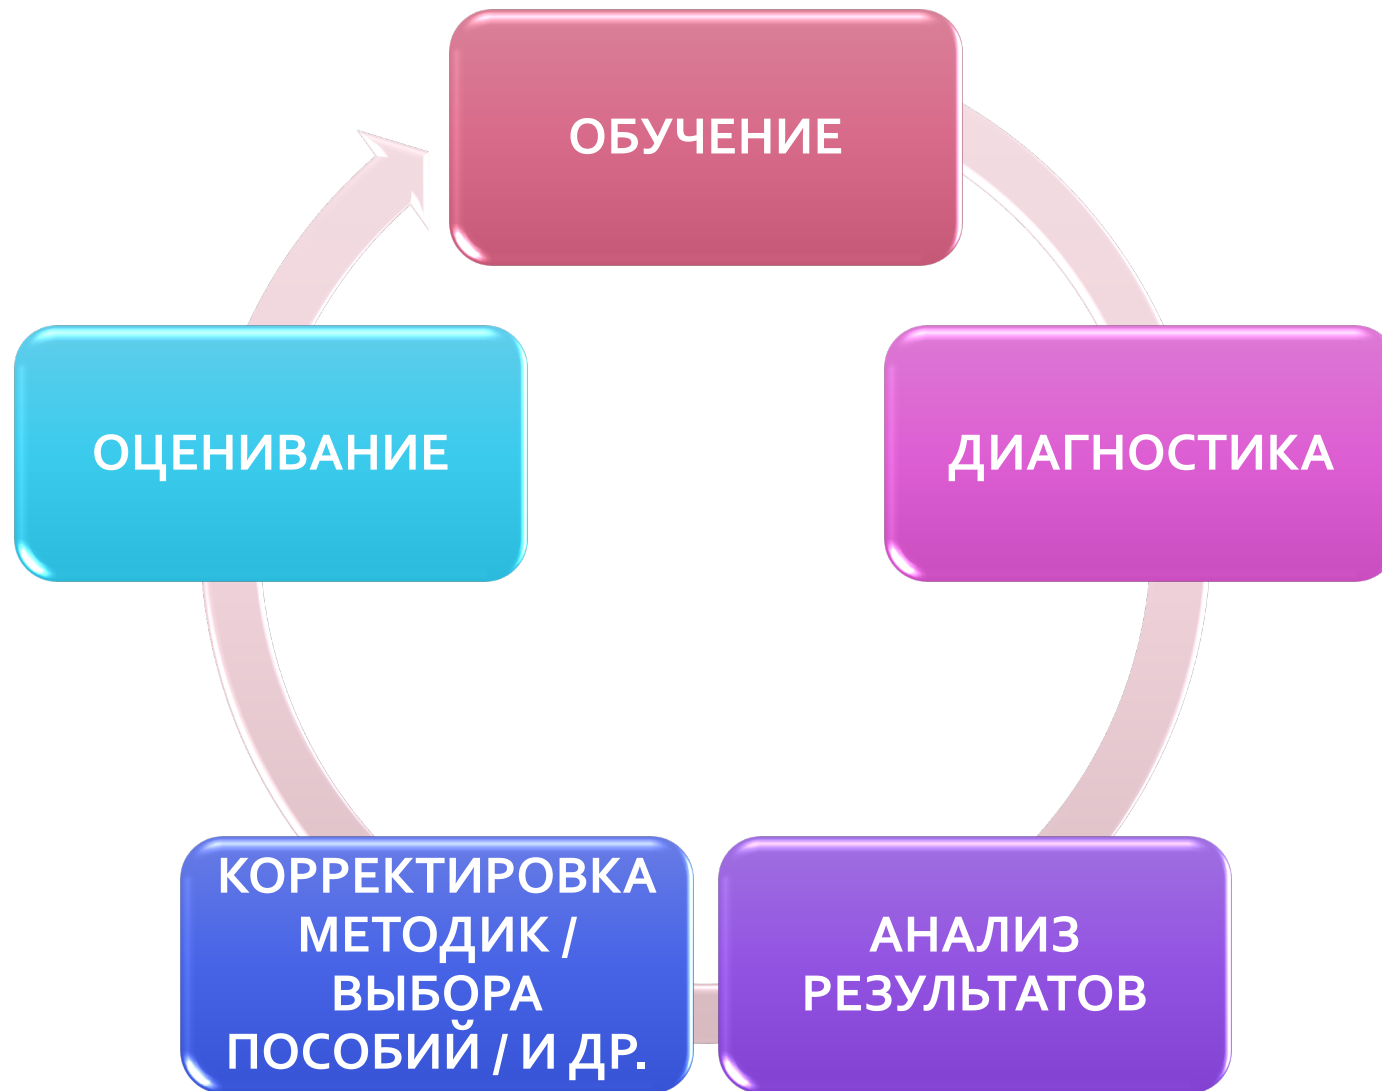 ОБУЧЕНИЕ
ДИАГНОСТИКА
АНАЛИЗ
РЕЗУЛЬТАТОВ
КОРРЕКТИРОВКА
МЕТОДИК /
ВЫБОРА
ПОСОБИЙ / И ДР.
ОЦЕНИВАНИЕ